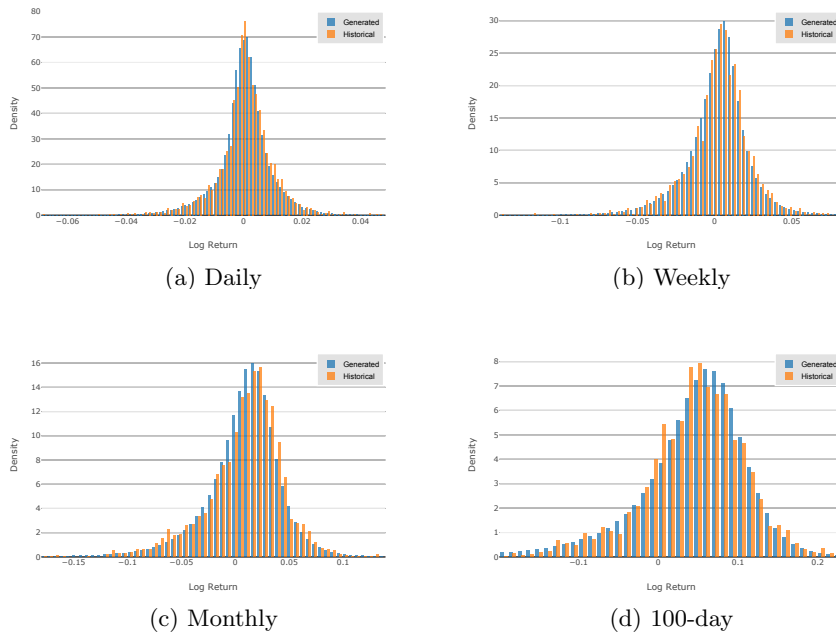 Generated
Historical
80
70
60
50
40
30
20
10
0
Density
−0.06
−0.04
−0.02
0
0.02
0.04
Log Return
(a) Daily
Generated
Historical
30
25
20
15
10
5
0
Density
−0.1
−0.05
0
0.05
Log Return
(b) Weekly
Generated
Historical
16
14
12
10
8
6
4
2
0
Density
−0.15
−0.1
−0.05
0
0.05
0.1
Log Return
(c) Monthly
Generated
Historical
8
7
6
5
4
3
2
1
0
Density
−0.1
0
0.1
0.2
Log Return
(d) 100-day